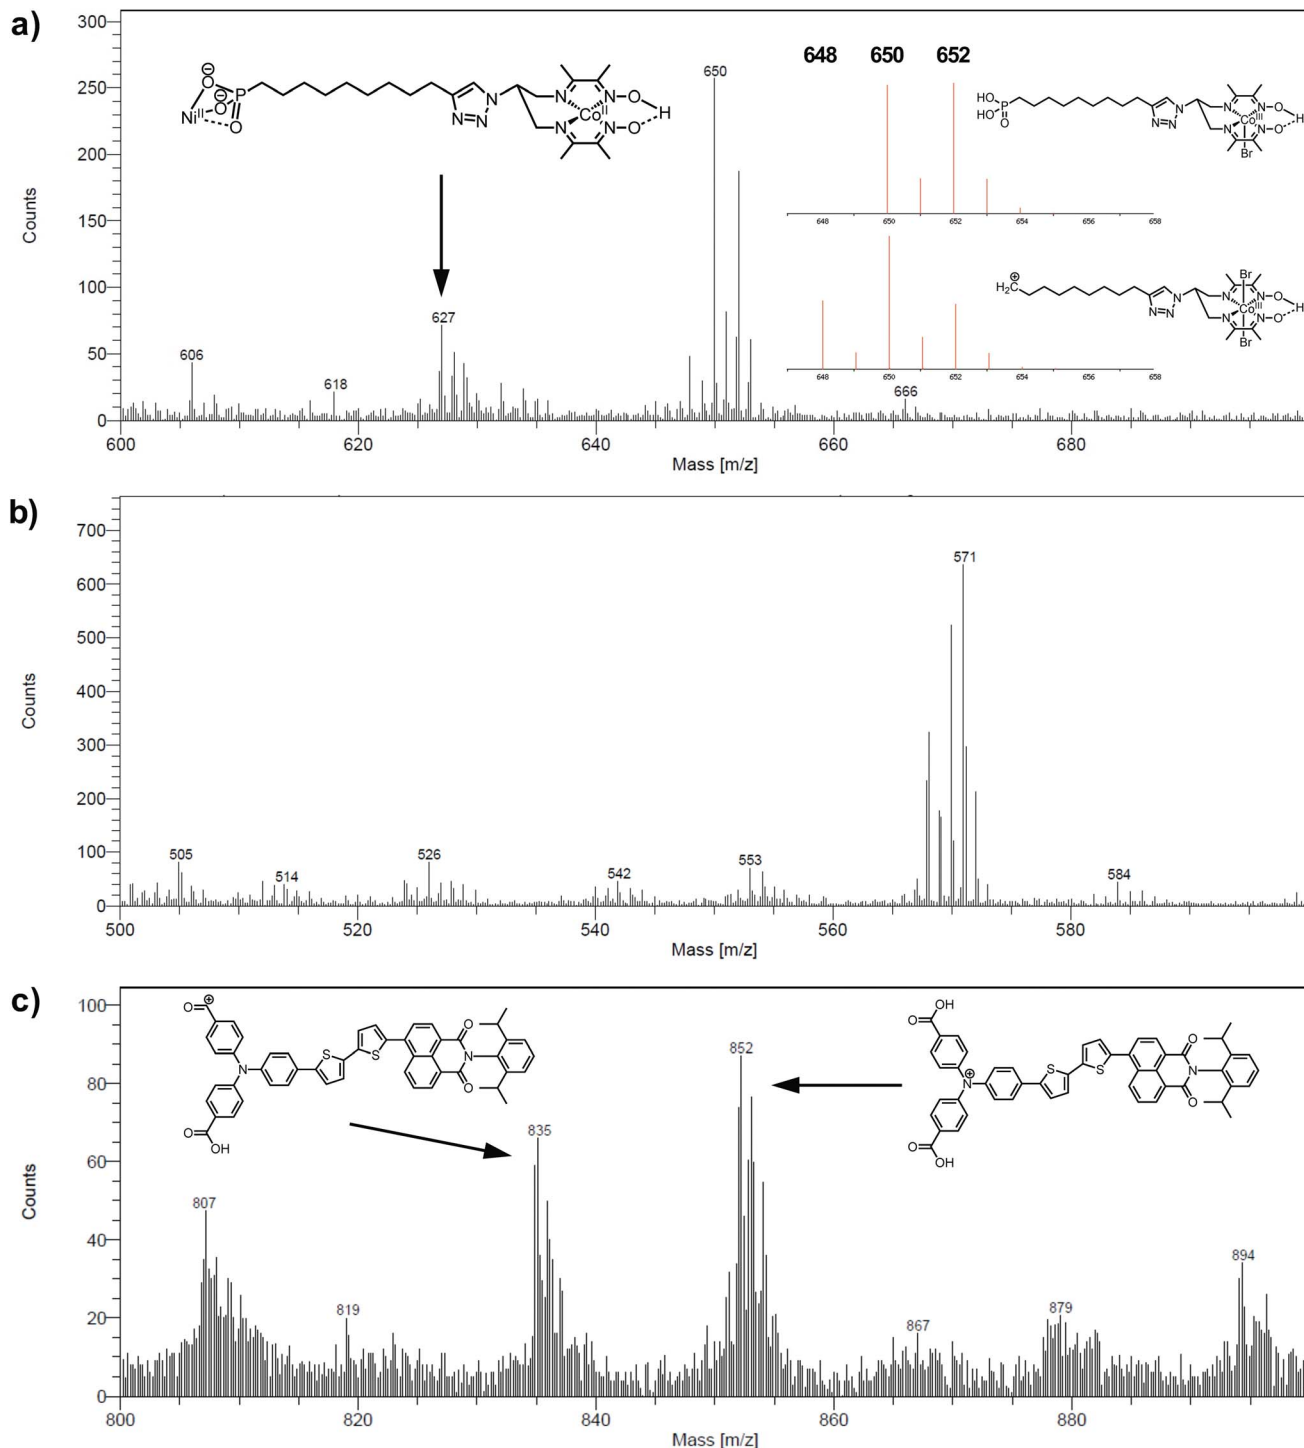 a)
300
250
200
150
100
50
0
Counts
600
620
640
660
680
Mass [m/z]
606
618
627
650
666
Ni II
O ⊖
O ⊖
P
O
N
N=N
N
N
Co II
N
N
O
O
H
648 650 652
HO
HO
P
O
N
N=N
N
N
Co III
Br
N
N
O
O
H
648 650 652 654 656 658
⊕
H2C
N
N=N
Br
N
N
Co III
Br
N
N
O
O
H
648 650 652 654 656 658
b)
700
600
500
400
300
200
100
0
Counts
500
520
540
560
580
Mass [m/z]
505
514
526
542
553
571
584
c)
100
80
60
40
20
0
Counts
800
820
840
860
880
Mass [m/z]
807
819
835
852
867
879
894
⊕
O
N
S
S
O
N
O
O
OH
OH
O
N ⊕
S
S
O
N
O
O
OH